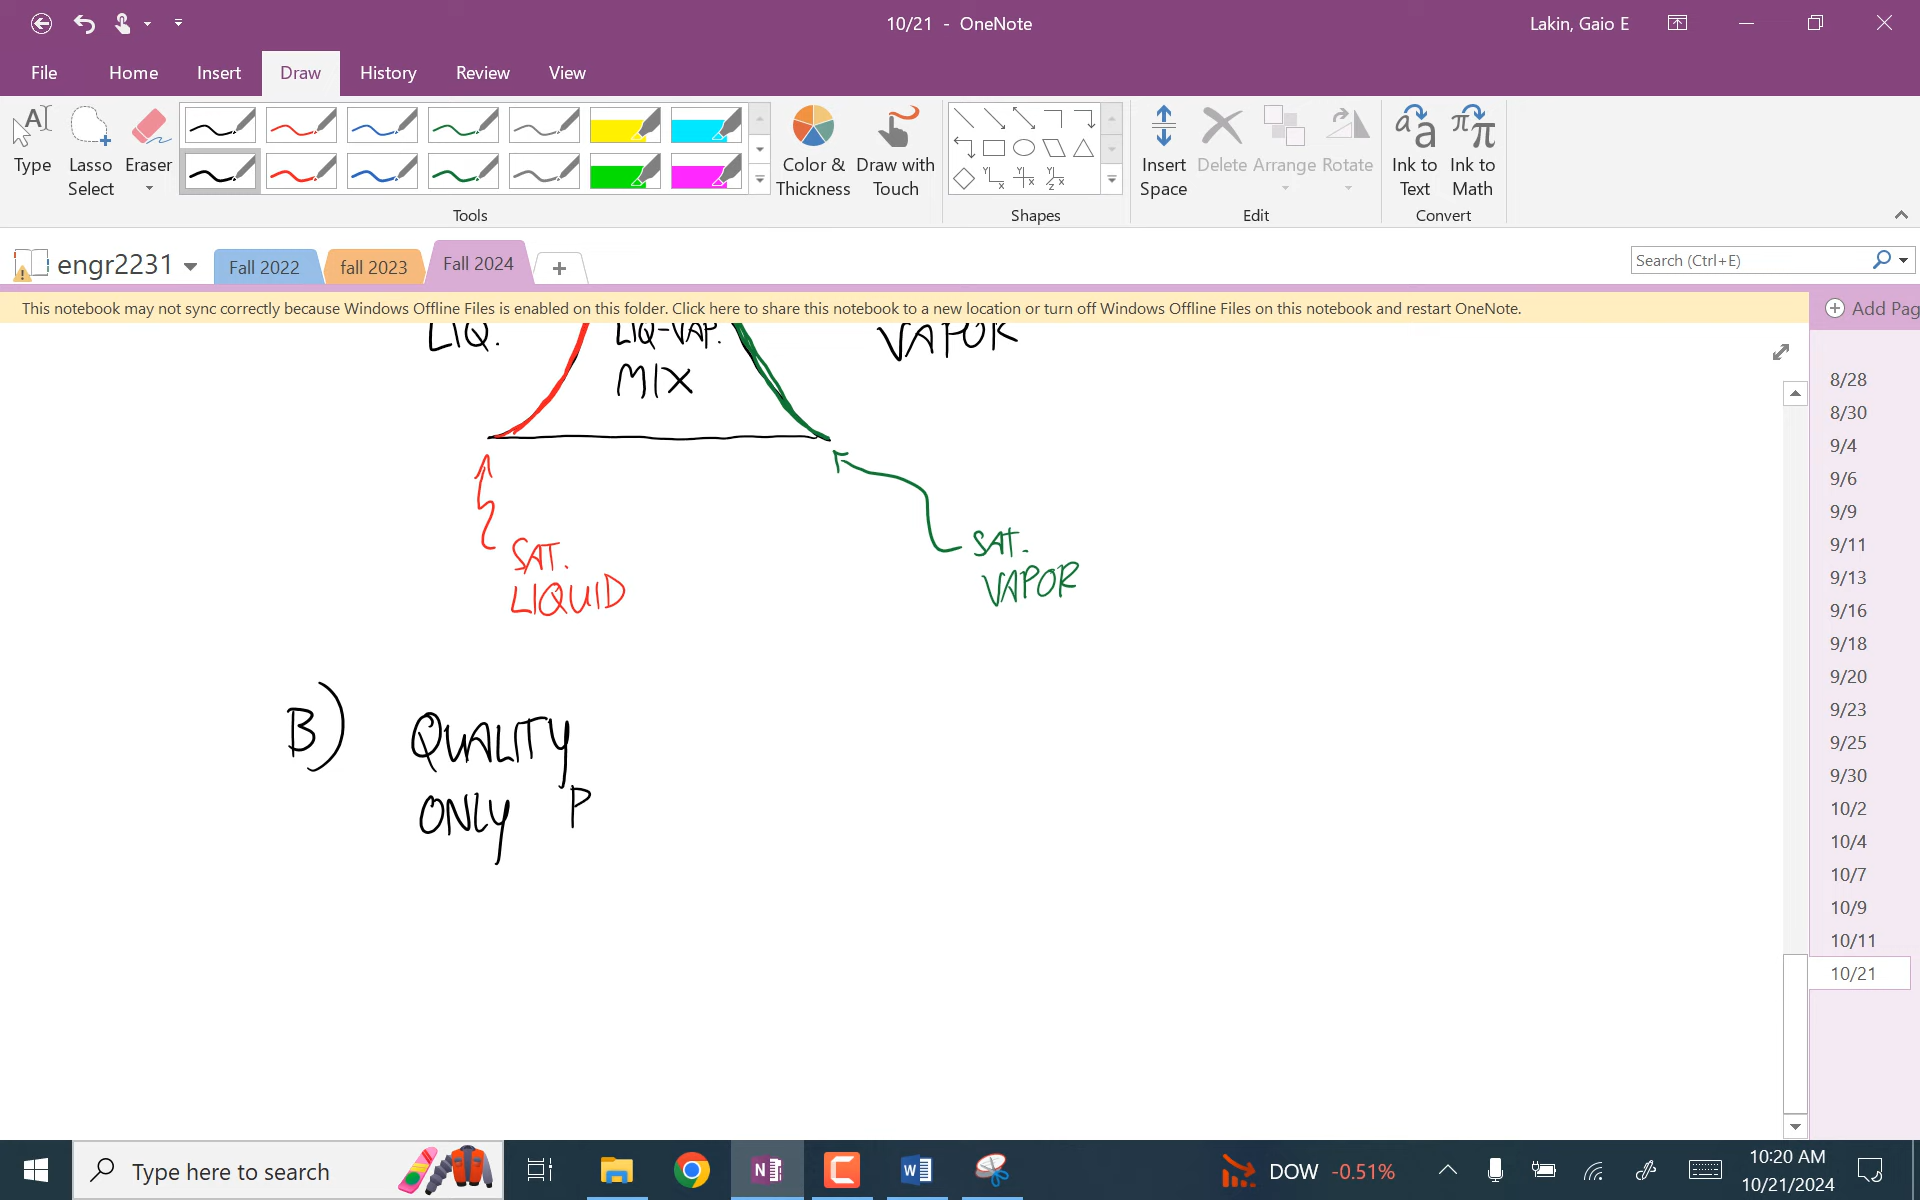 10/21 - OneNote
Lakin, Gaio E
File
Home
Insert
Draw
History
Review
View
Type
Lasso Select
Eraser
Color & Thickness
Draw with Touch
Insert Space
Delete
Arrange
Rotate
Ink to Text
Ink to Math
Tools
Shapes
Edit
Convert
engr2231
Fall 2022
fall 2023
Fall 2024
Search (Ctrl+E)
This notebook may not sync correctly because Windows Offline Files is enabled on this folder. Click here to share this notebook to a new location or turn off Windows Offline Files on this notebook and restart OneNote.
Add Pag
LIQ.
LIQ-VAP.
MIX
VAPOR
SAT.
LIQUID
SAT.
VAPOR
B) QUALITY
ONLY P
8/28
8/30
9/4
9/6
9/9
9/11
9/13
9/16
9/18
9/20
9/23
9/25
9/30
10/2
10/4
10/7
10/9
10/11
10/21
Type here to search
DOW -0.51%
10:20 AM
10/21/2024